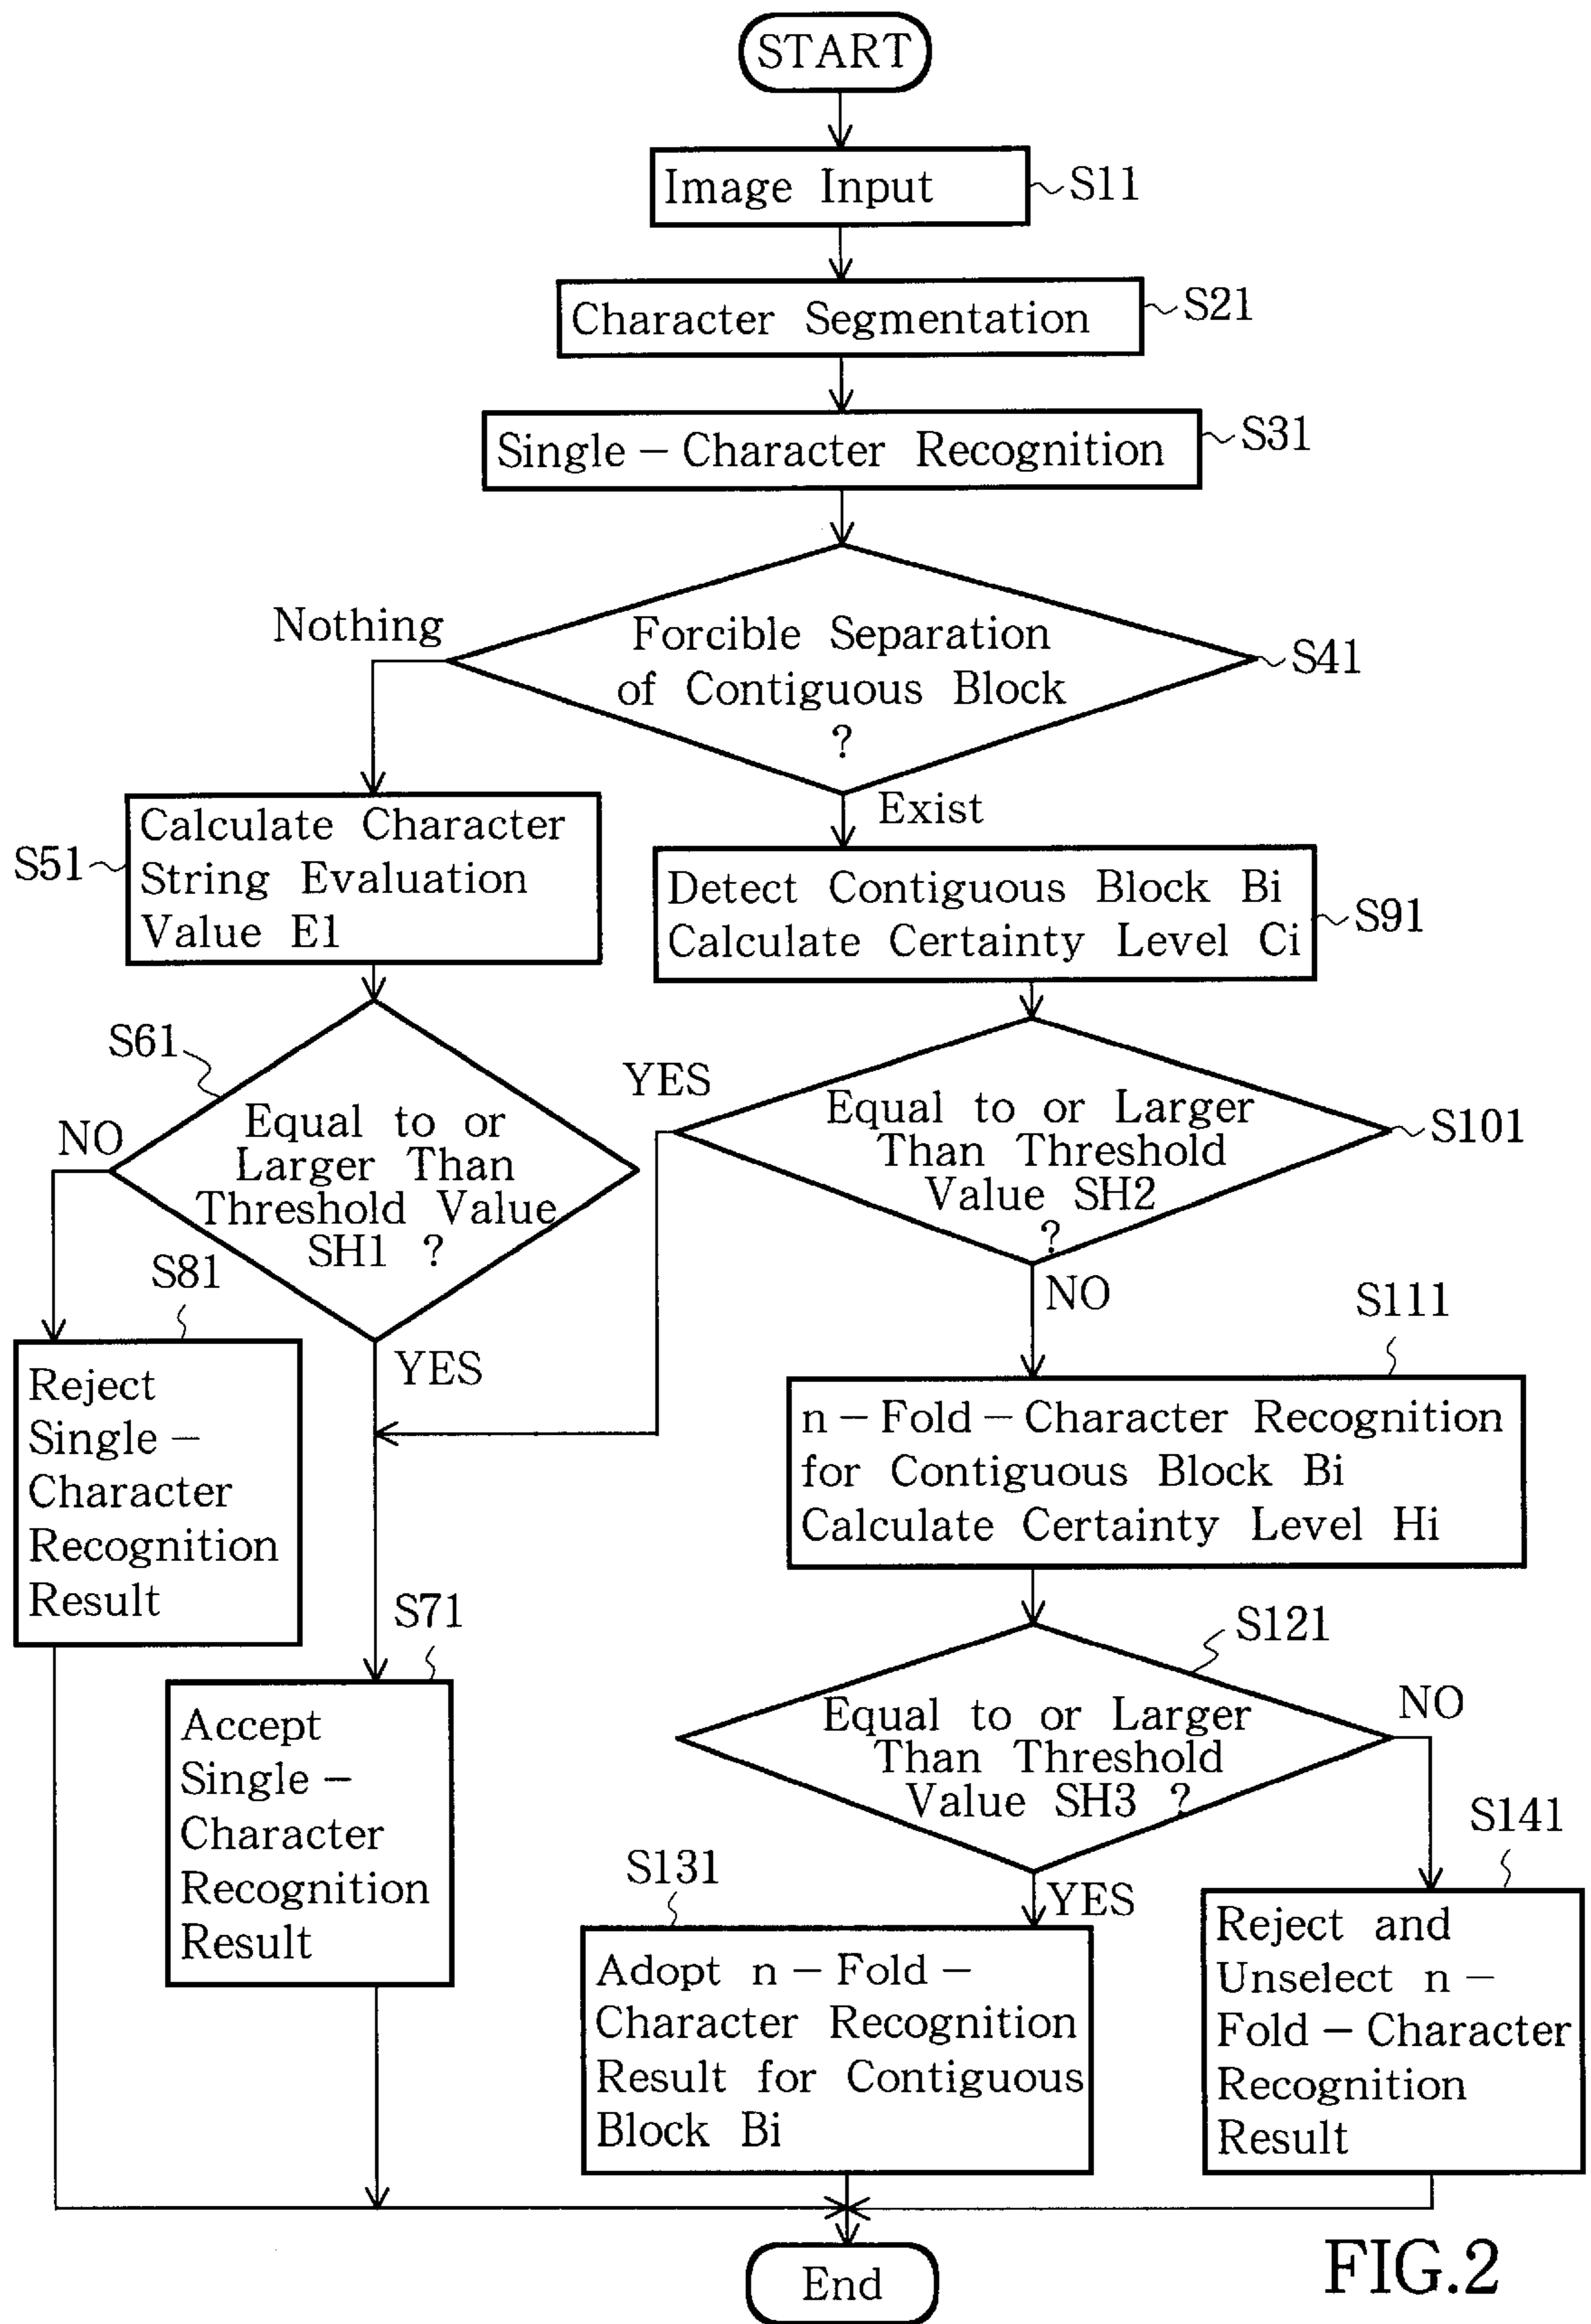 START
Image Input
S11
Character Segmentation
S21
Single – Character Recognition
S31
Nothing
Forcible Separation
of Contiguous Block
?
S41
Exist
S51
Calculate Character
String Evaluation
Value E1
Detect Contiguous Block Bi
Calculate Certainty Level Ci
S91
S61
NO
Equal to or
Larger Than
Threshold Value
SH1 ?
YES
YES
Equal to or Larger
Than Threshold
Value SH2
?
S101
NO
S81
Reject
Single –
Character
Recognition
Result
S111
n – Fold – Character Recognition
for Contiguous Block Bi
Calculate Certainty Level Hi
S71
Accept
Single –
Character
Recognition
Result
S121
Equal to or Larger
Than Threshold
Value SH3 ?
NO
YES
S131
Adopt n – Fold –
Character Recognition
Result for Contiguous
Block Bi
S141
Reject and
Unselect n –
Fold – Character
Recognition
Result
End
FIG.2